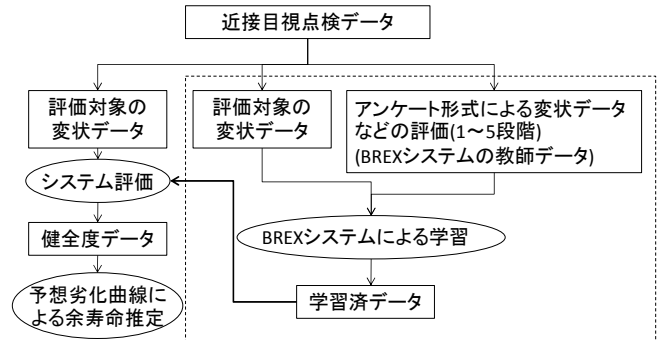 近接目視点検データ
評価対象の
変状データ
評価対象の
変状データ
アンケート形式による変状データ
などの評価(1～5段階)
(BREXシステムの教師データ)
システム評価
BREXシステムによる学習
健全度データ
学習済データ
予想劣化曲線に
よる余寿命推定